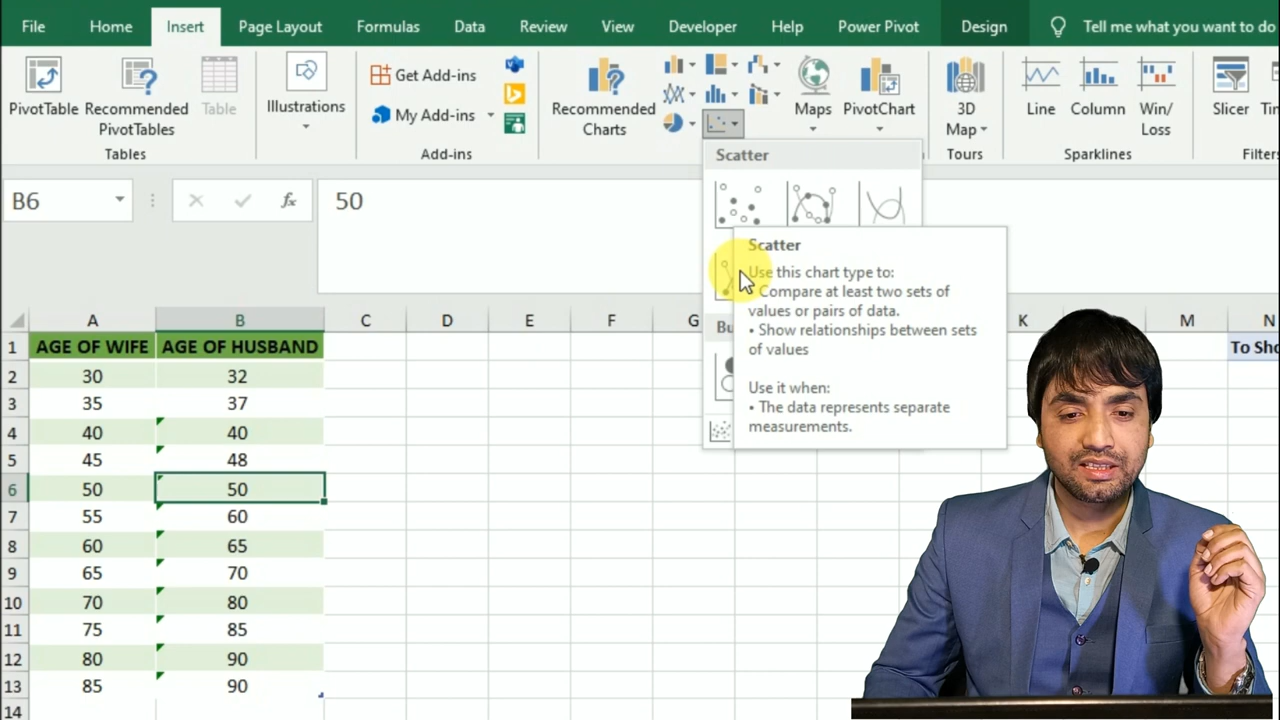 File Home Insert Page Layout Formulas Data Review View Developer Help Power Pivot Design Tell me what you want to do
PivotTable
Recommended
PivotTables
Table
Tables
Illustrations
Get Add-ins
My Add-ins
Add-ins
Recommended
Charts
Maps
PivotChart
3D
Map
Tours
Line
Column
Win/
Loss
Sparklines
Slicer
Filters
B6
fx
50
Scatter
Scatter
Use this chart type to:
Compare at least two sets of
values or pairs of data.
• Show relationships between sets
of values
Use it when:
• The data represents separate
measurements.
A B C D E F G K L M N
1 AGE OF WIFE AGE OF HUSBAND To Sho
2 30 32
3 35 37
4 40 40
5 45 48
6 50 50
7 55 60
8 60 65
9 65 70
10 70 80
11 75 85
12 80 90
13 85 90
14